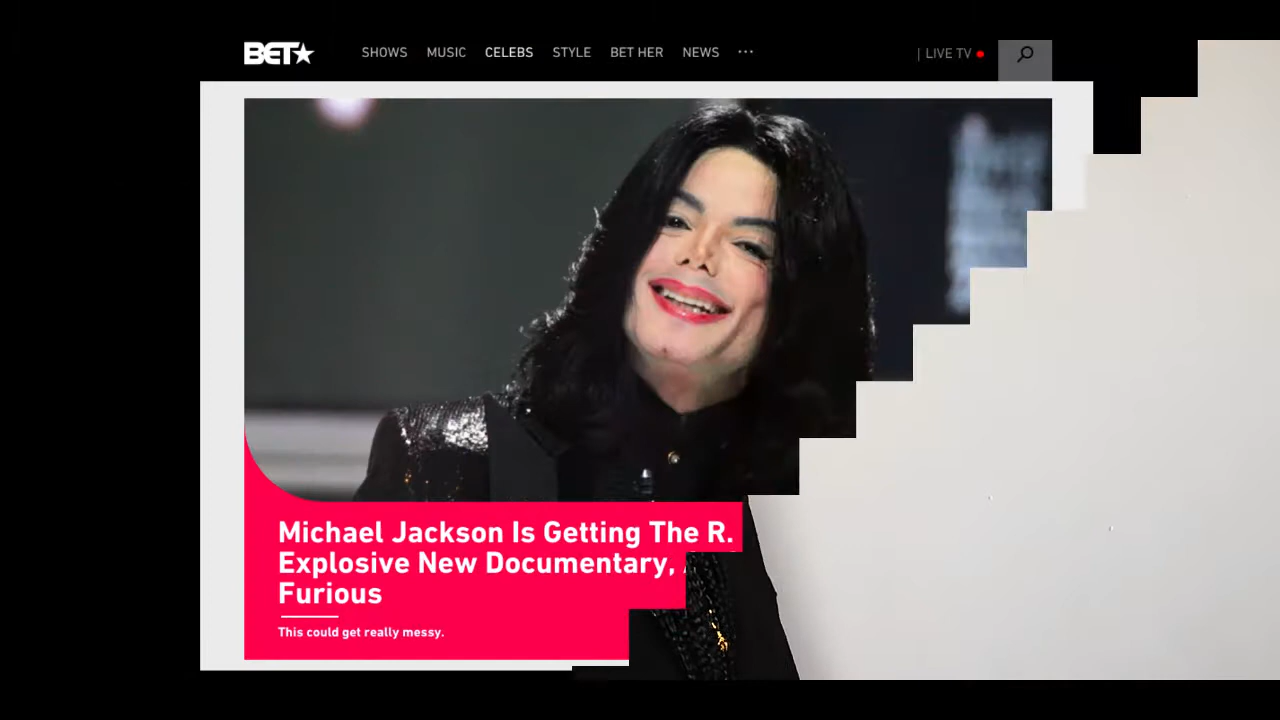 BET★ SHOWS MUSIC CELEBS STYLE BET HER NEWS ··· | LIVE TV
Michael Jackson Is Getting The R.
Explosive New Documentary,
Furious
This could get really messy.